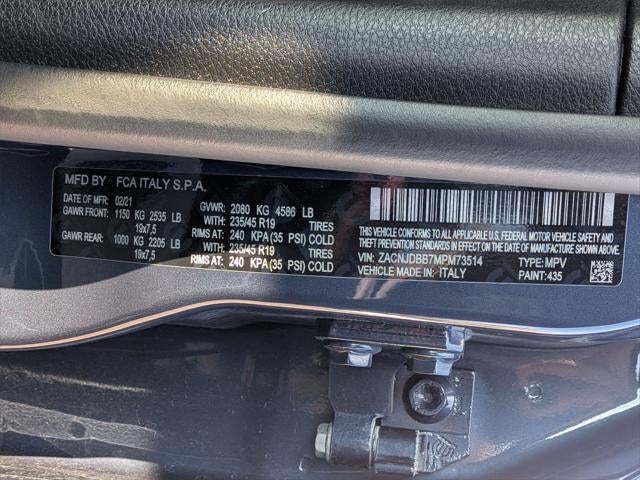 MFD BY FCA ITALY S.P.A.
DATE OF MFR: 02/21
GAWR FRONT: 1150 KG 2535 LB
19x7,5
GAWR REAR: 1000 KG 2205 LB
19x7,5
GVWR: 2080 KG 4586 LB
WITH: 235/45 R19 TIRES
RIMS AT: 240 KPA (35 PSI) COLD
WITH: 235/45 R19 TIRES
RIMS AT: 240 KPA (35 PSI) COLD
THIS VEHICLE CONFORMS TO ALL APPLICABLE U.S. FEDERAL MOTOR VEHICLE SAFETY
AND THEFT PREVENTION STANDARDS IN EFFECT ON THE DATE OF MANUFACTURE SHOWN ABOVE
VIN: ZACNJDBB7MPM73514 TYPE: MPV
VEHICLE MADE IN: ITALY PAINT:435